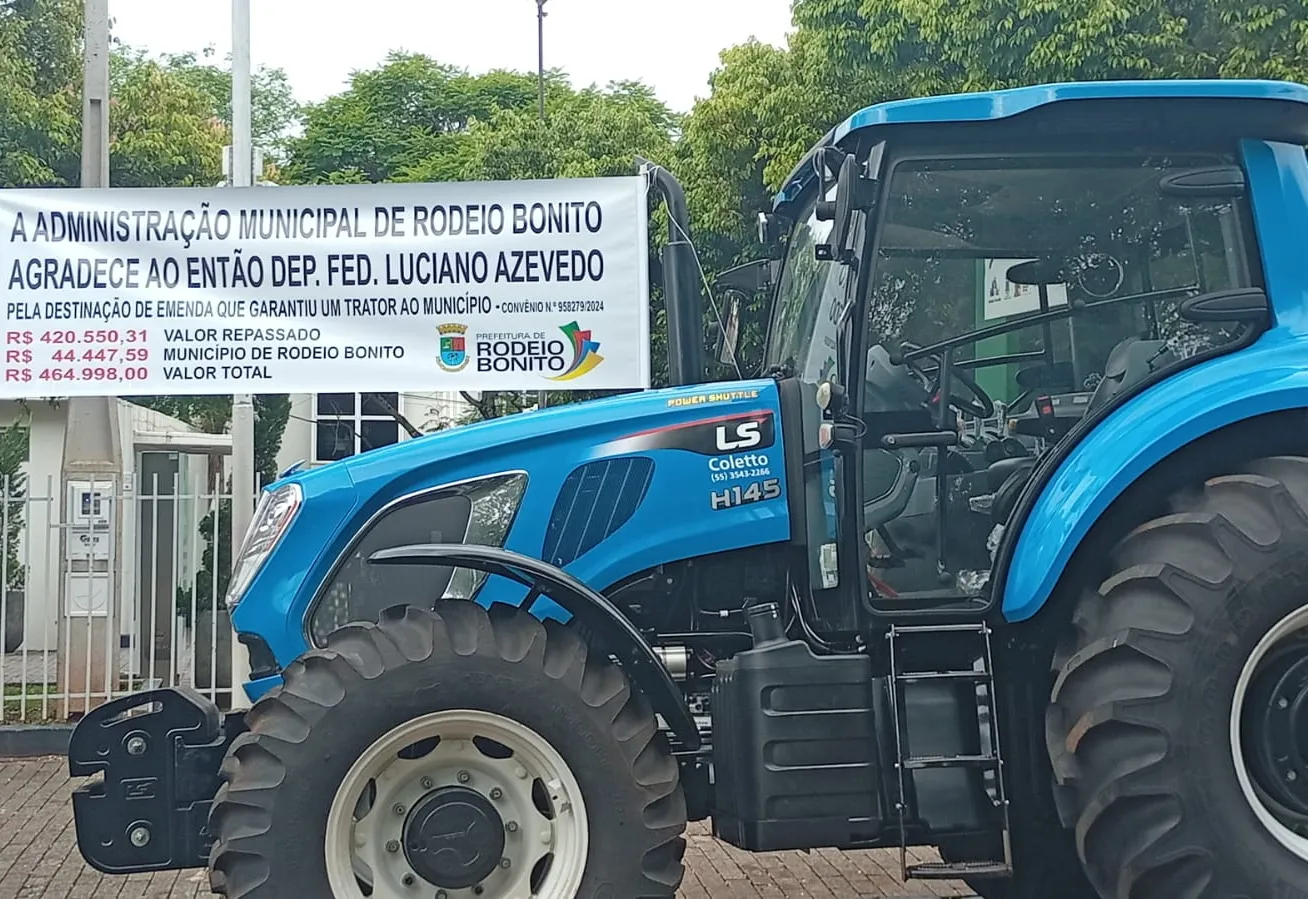 A ADMINISTRAÇÃO MUNICIPAL DE RODEIO BONITO
AGRADECE AO ENTÃO DEP. FED. LUCIANO AZEVEDO
PELA DESTINAÇÃO DE EMENDA QUE GARANTIU UM TRATOR AO MUNICÍPIO - CONVÊNIO N.º 958279/2024
R$ 420.550,31 VALOR REPASSADO
R$ 44.447,59 MUNICÍPIO DE RODEIO BONITO
R$ 464.998,00 VALOR TOTAL
PREFEITURA DE
RODEIO
BONITO
POWER SHUTTLE
LS
Coletto
(55) 3543-2266
H145